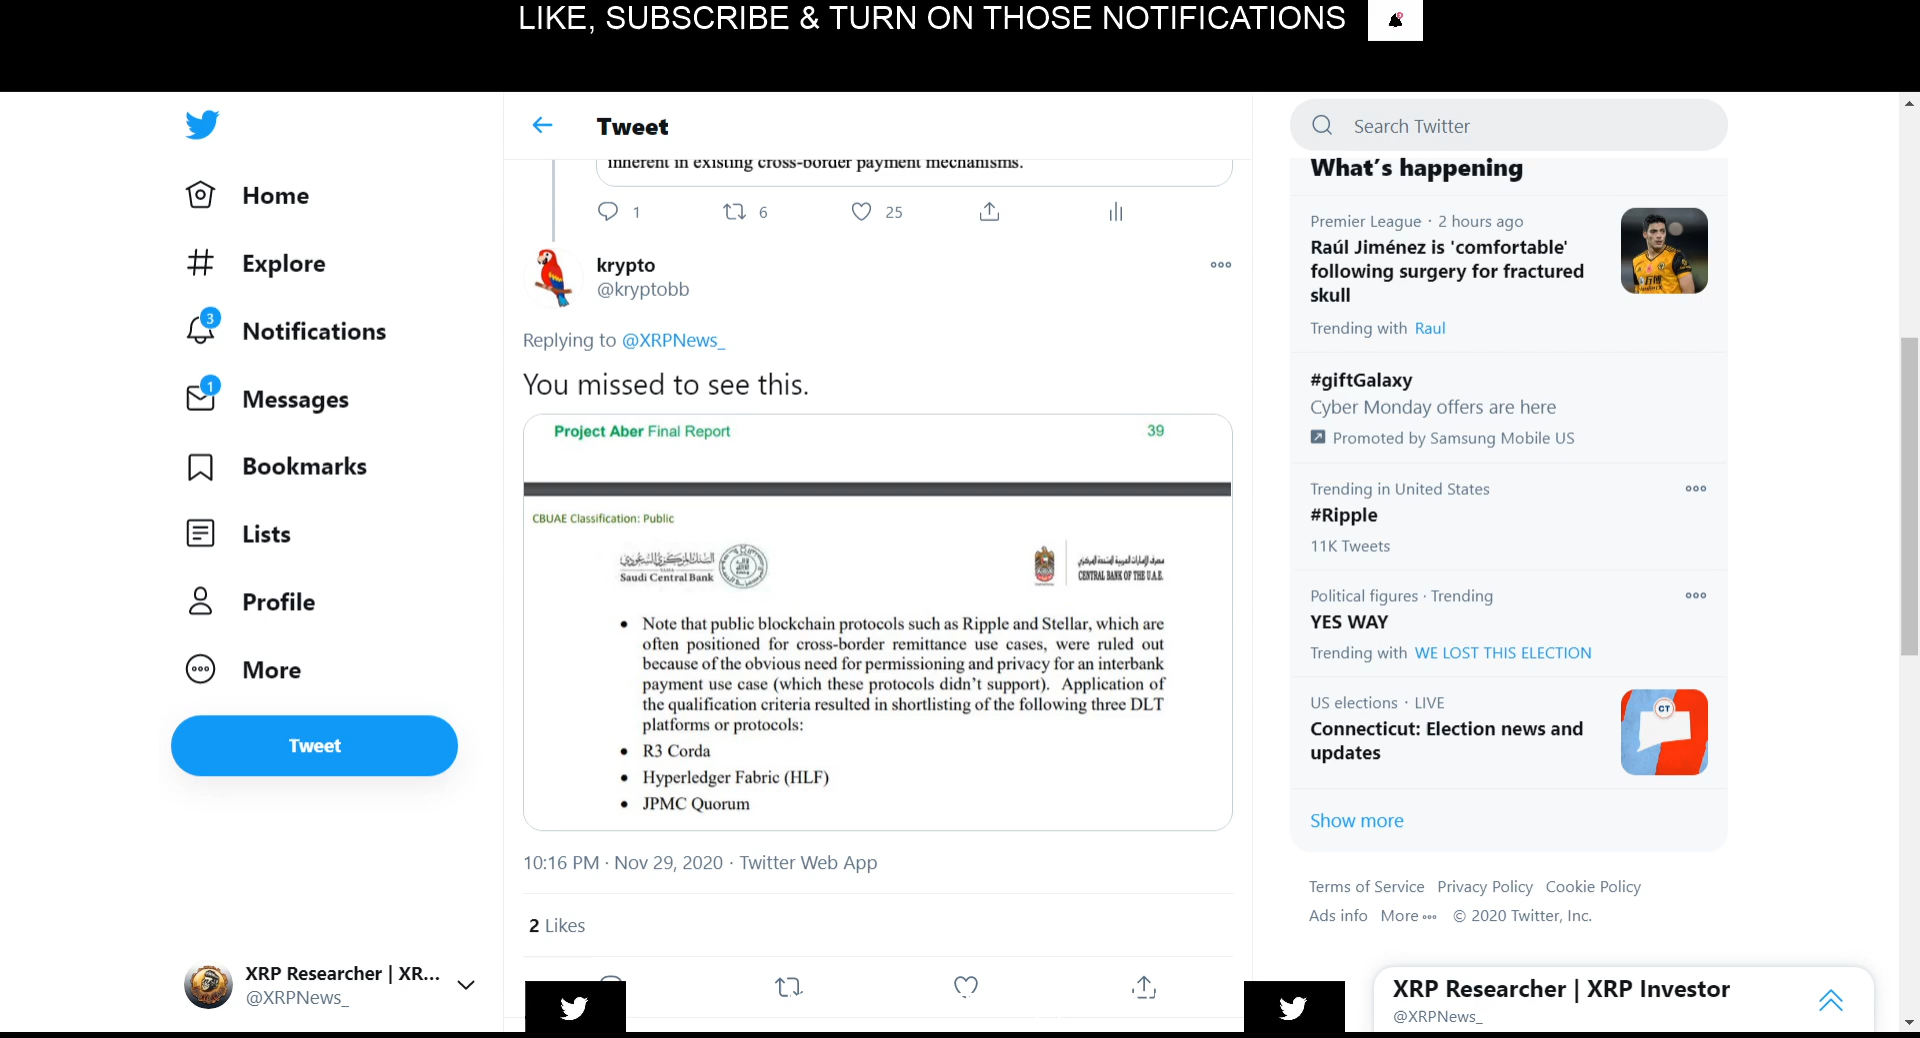 LIKE, SUBSCRIBE & TURN ON THOSE NOTIFICATIONS
Home
Explore
3
Notifications
1
Messages
Bookmarks
Lists
Profile
More
Tweet
XRP Researcher | XR...
@XRPNews_
Tweet
inherent in existing cross-border payment mechanisms.
1 6 25
krypto
@kryptobb
Replying to @XRPNews_
You missed to see this.
Project Aber Final Report 39
CBUAE Classification: Public
Saudi Central Bank
CENTRAL BANK OF THE U.A.E.
• Note that public blockchain protocols such as Ripple and Stellar, which are
often positioned for cross-border remittance use cases, were ruled out
because of the obvious need for permissioning and privacy for an interbank
payment use case (which these protocols didn't support). Application of
the qualification criteria resulted in shortlisting of the following three DLT
platforms or protocols:
• R3 Corda
• Hyperledger Fabric (HLF)
• JPMC Quorum
10:16 PM · Nov 29, 2020 · Twitter Web App
2 Likes
Search Twitter
What's happening
Premier League · 2 hours ago
Raúl Jiménez is 'comfortable'
following surgery for fractured
skull
Trending with Raul
#giftGalaxy
Cyber Monday offers are here
Promoted by Samsung Mobile US
Trending in United States
#Ripple
11K Tweets
Political figures · Trending
YES WAY
Trending with WE LOST THIS ELECTION
US elections · LIVE
Connecticut: Election news and
updates
CT
Show more
Terms of Service Privacy Policy Cookie Policy
Ads info More © 2020 Twitter, Inc.
XRP Researcher | XRP Investor
@XRPNews_